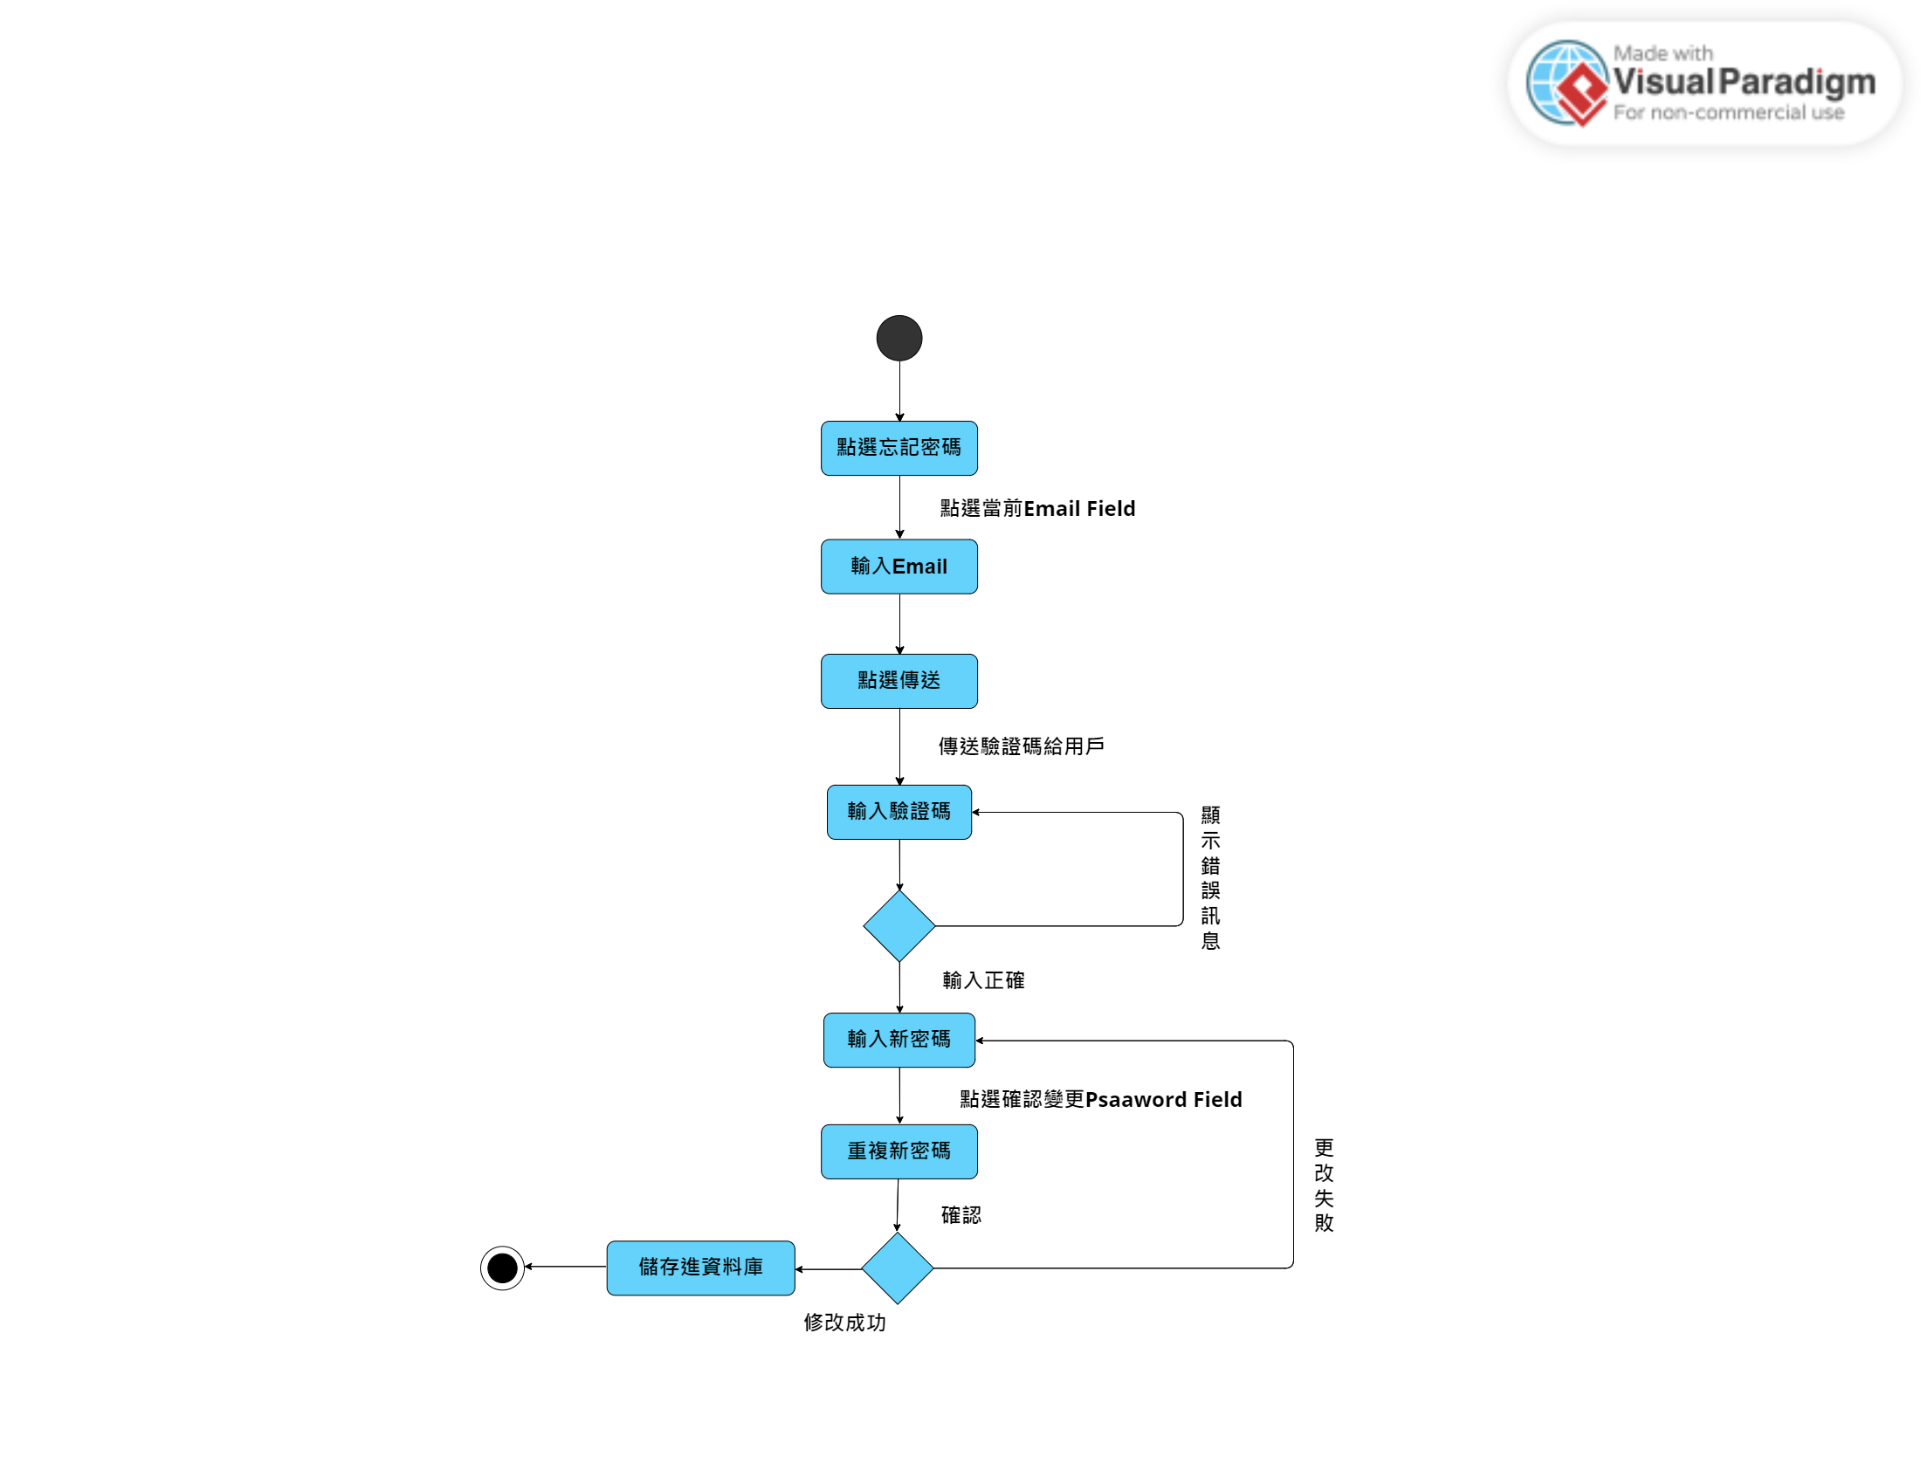 Made with
Visual Paradigm
For non-commercial use
點選忘記密碼
點選當前Email Field
輸入Email
點選傳送
傳送驗證碼給用戶
輸入驗證碼
顯示錯誤訊息
輸入正確
輸入新密碼
點選確認變更Psaaword Field
重複新密碼
更改失敗
確認
儲存進資料庫
修改成功